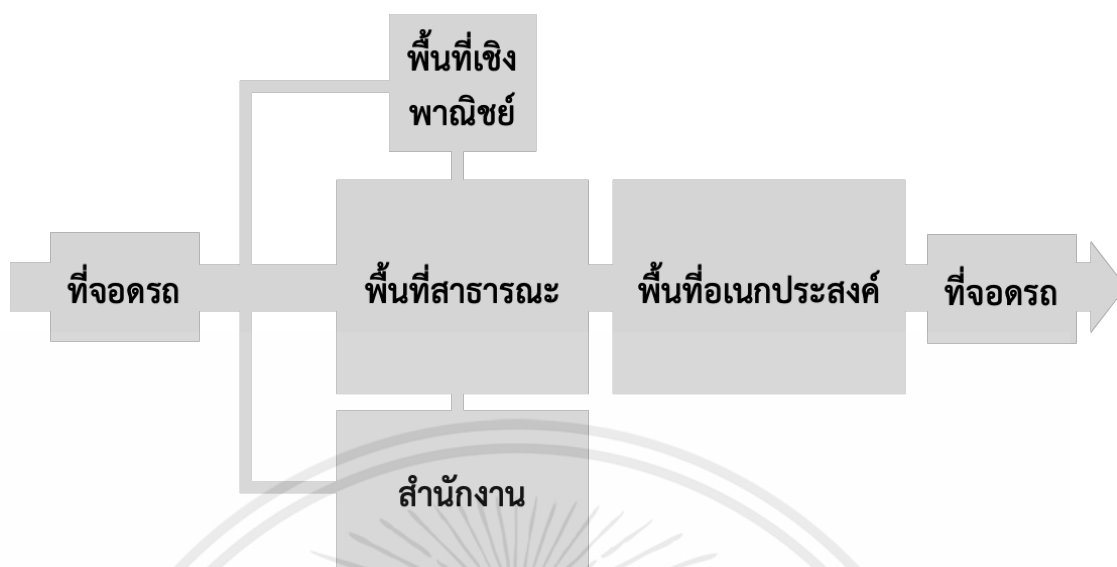 พื้นที่เชิง
พาณิชย์
ที่จอดรถ
พื้นที่สาธารณะ
พื้นที่อเนกประสงค์
ที่จอดรถ
สำนักงาน